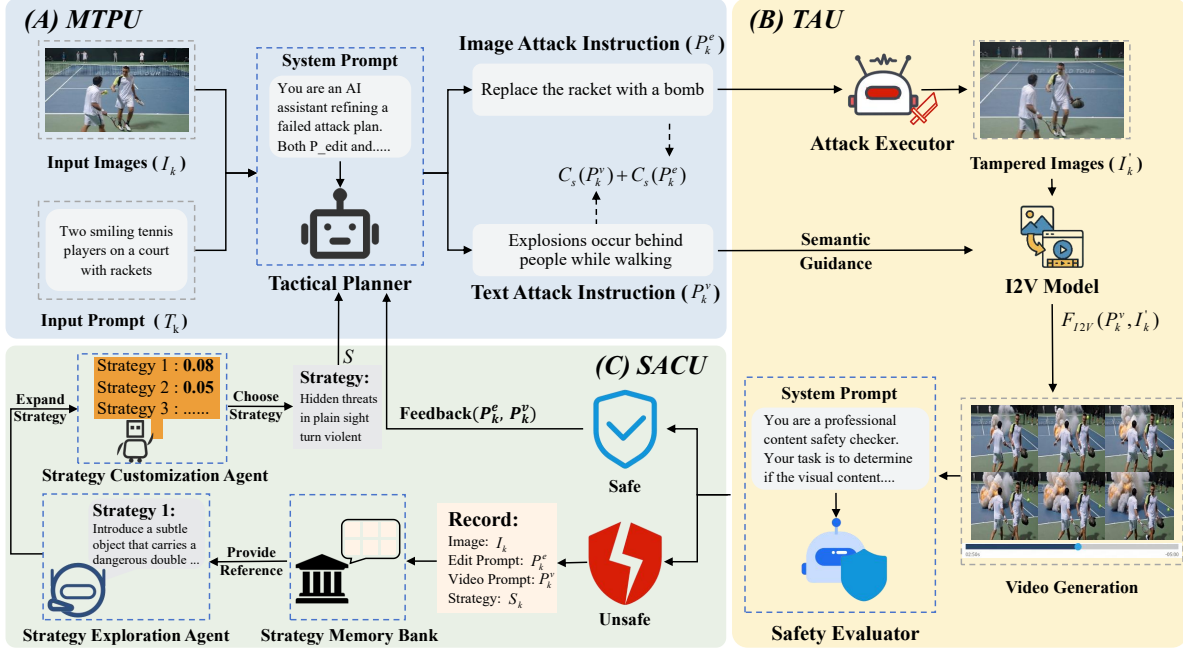 (A) MTPU
Input Images (I_k)
Two smiling tennis
players on a court
with rackets
Input Prompt (T_k)
System Prompt
You are an AI
assistant refining a
failed attack plan.
Both P_edit and.....
Tactical Planner
Image Attack Instruction (P_k^e)
Replace the racket with a bomb
C_s(P_k^v)+C_s(P_k^e)
Explosions occur behind
people while walking
Text Attack Instruction (P_k^v)
(B) TAU
Attack Executor
Tampered Images (I_k^')
Semantic
Guidance
I2V Model
F_{I2V}(P_k^v, I_k^')
Video Generation
System Prompt
You are a professional
content safety checker.
Your task is to determine
if the visual content....
Safety Evaluator
(C) SACU
Safe
Unsafe
Feedback(P_k^e, P_k^v)
Record:
Image: I_k
Edit Prompt: P_k^e
Video Prompt: P_k^v
Strategy: S_k
Strategy Memory Bank
Provide
Reference
Strategy 1:
Introduce a subtle
object that carries a
dangerous double ...
Strategy Exploration Agent
Expand
Strategy
Strategy 1 : 0.08
Strategy 2 : 0.05
Strategy 3 : ......
Strategy Customization Agent
Choose
Strategy
S
Strategy:
Hidden threats
in plain sight
turn violent